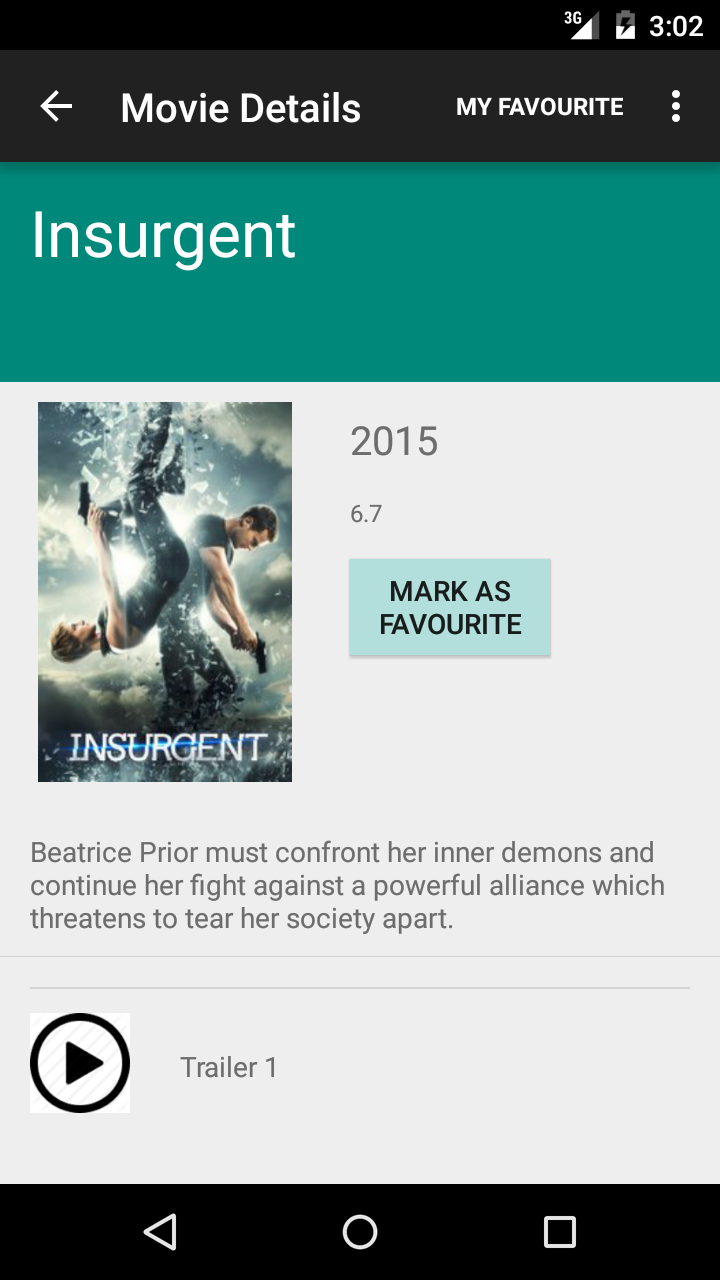 3G
3:02
Movie Details
MY FAVOURITE
Insurgent
INSURGENT
2015
6.7
MARK AS
FAVOURITE
Beatrice Prior must confront her inner demons and
continue her fight against a powerful alliance which
threatens to tear her society apart.
Trailer 1